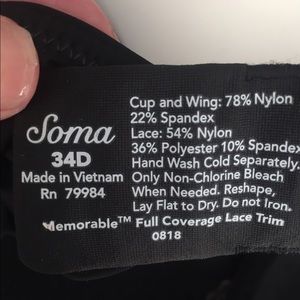 Soma
34D
Made in Vietnam
Rn 79984
Cup and Wing: 78% Nylon
22% Spandex
Lace: 54% Nylon
36% Polyester 10% Spandex
Hand Wash Cold Separately.
Only Non-Chlorine Bleach
When Needed. Reshape,
Lay Flat to Dry. Do not Iron.
Memorable™ Full Coverage Lace Trim
0818